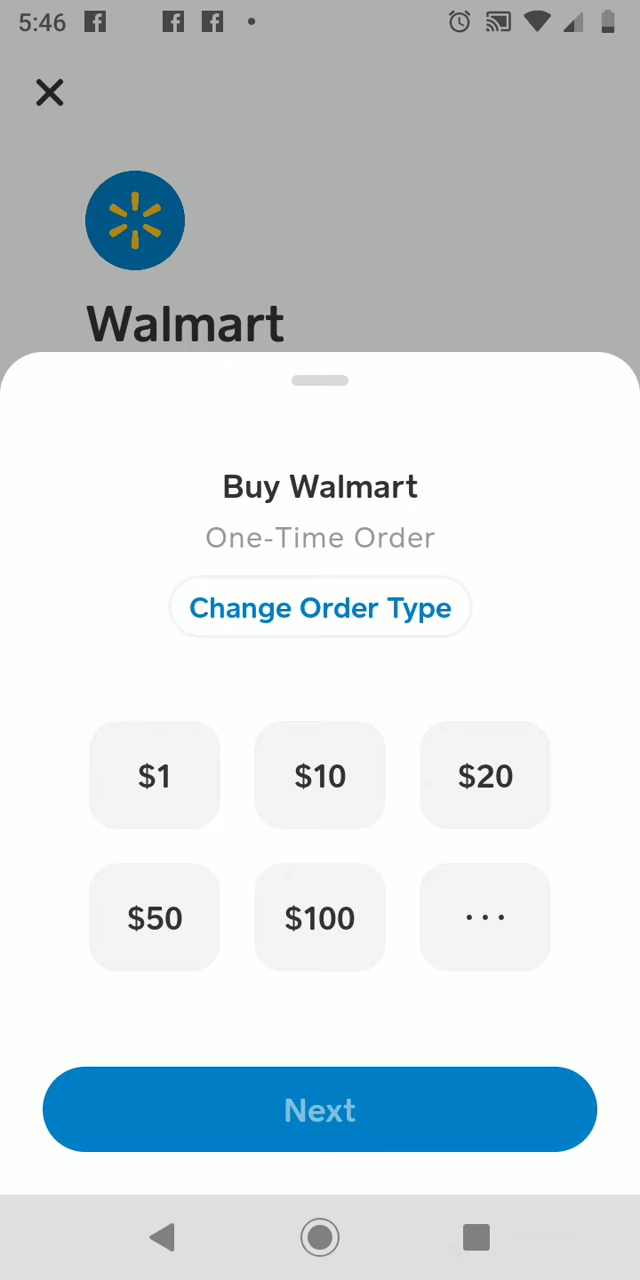 5:46
Walmart
Buy Walmart
One-Time Order
Change Order Type
$1 $10 $20
$50 $100 ···
Next